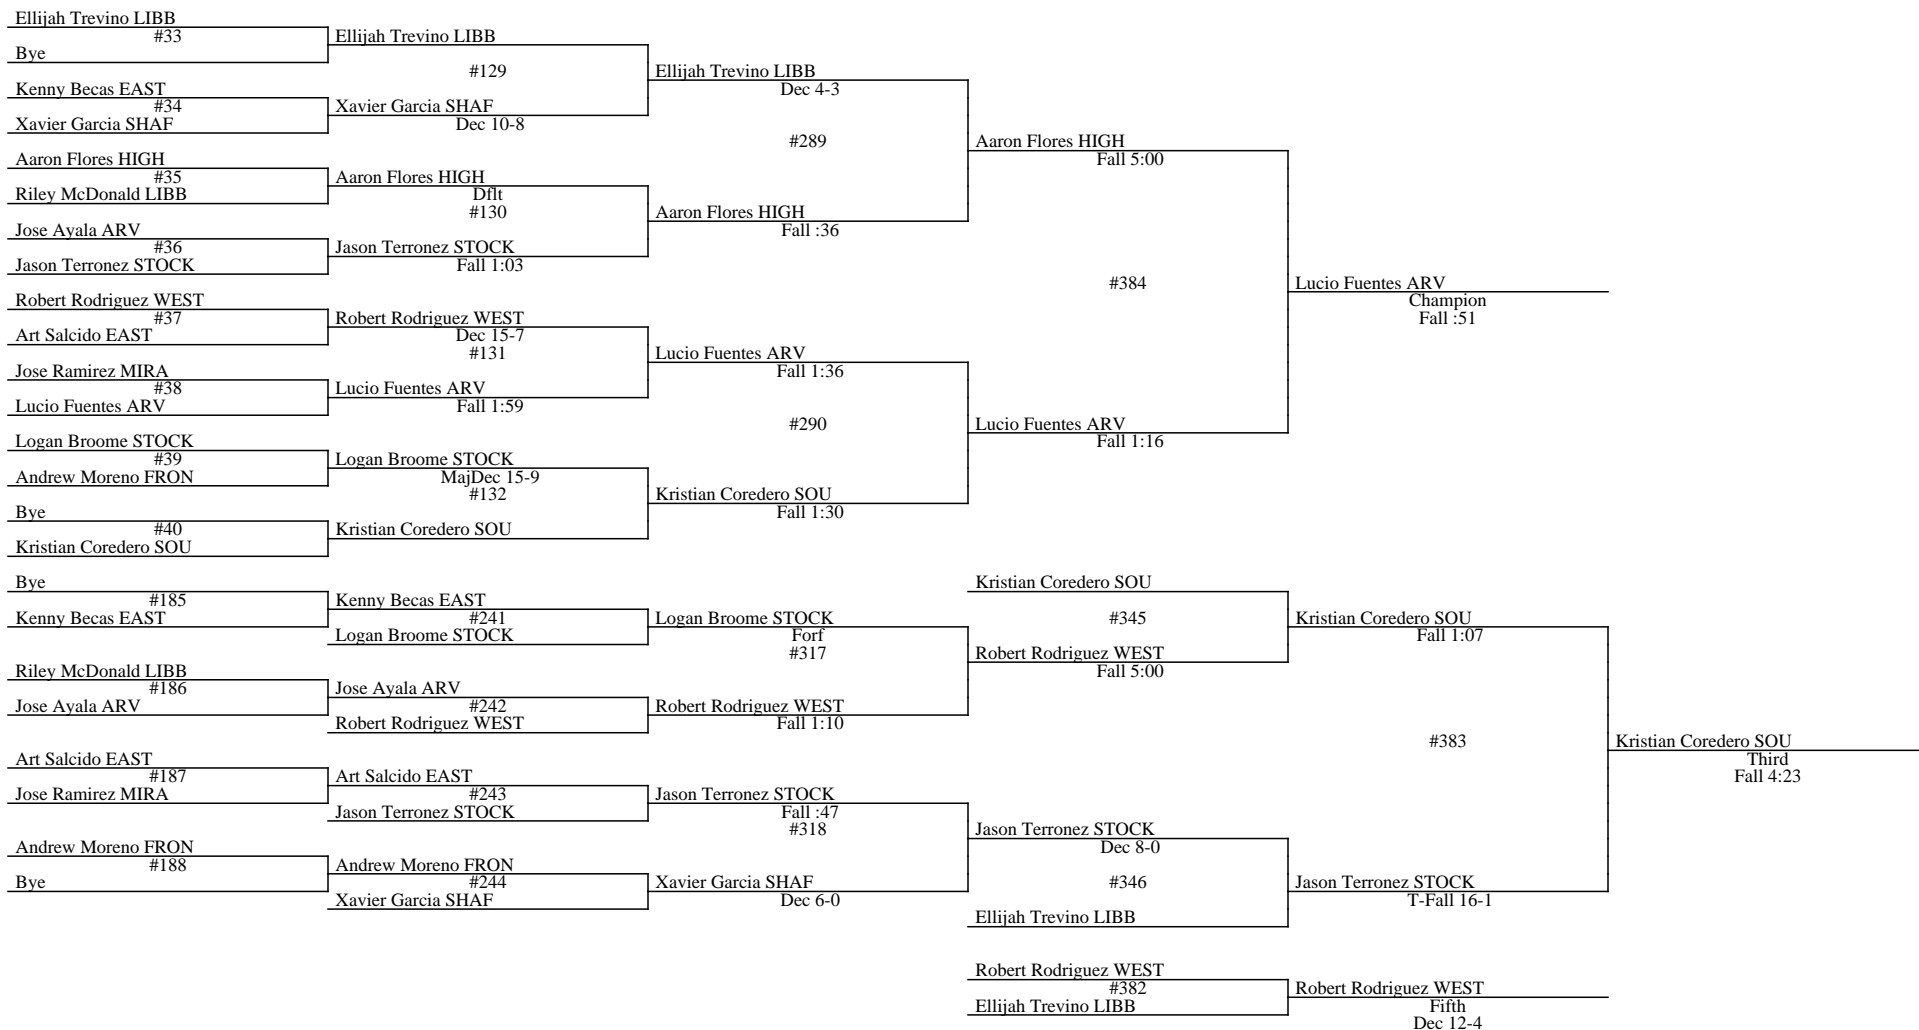 Ellijah Trevino LIBB
#33
Bye
Ellijah Trevino LIBB
#129
Kenny Becas EAST
#34
Xavier Garcia SHAF
Xavier Garcia SHAF
Dec 10-8
Ellijah Trevino LIBB
Dec 4-3
#289
Aaron Flores HIGH
#35
Riley McDonald LIBB
Aaron Flores HIGH
Dflt
#130
Jose Ayala ARV
#36
Jason Terronez STOCK
Jason Terronez STOCK
Fall 1:03
Aaron Flores HIGH
Fall :36
Aaron Flores HIGH
Fall 5:00
#384
Robert Rodriguez WEST
#37
Art Salcido EAST
Robert Rodriguez WEST
Dec 15-7
#131
Jose Ramirez MIRA
#38
Lucio Fuentes ARV
Lucio Fuentes ARV
Fall 1:59
Lucio Fuentes ARV
Fall 1:36
#290
Logan Broome STOCK
#39
Andrew Moreno FRON
Logan Broome STOCK
MajDec 15-9
#132
Bye
#40
Kristian Coredero SOU
Kristian Coredero SOU
Kristian Coredero SOU
Fall 1:30
Lucio Fuentes ARV
Fall 1:16
Lucio Fuentes ARV
Champion
Fall :51
Bye
#185
Kenny Becas EAST
Kenny Becas EAST
#241
Logan Broome STOCK
Logan Broome STOCK
Forf
#317
Riley McDonald LIBB
#186
Jose Ayala ARV
Jose Ayala ARV
#242
Robert Rodriguez WEST
Robert Rodriguez WEST
Fall 1:10
Kristian Coredero SOU
#345
Robert Rodriguez WEST
Fall 5:00
Kristian Coredero SOU
Fall 1:07
#383
Art Salcido EAST
#187
Jose Ramirez MIRA
Art Salcido EAST
#243
Jason Terronez STOCK
Jason Terronez STOCK
Fall :47
#318
Andrew Moreno FRON
#188
Bye
Andrew Moreno FRON
#244
Xavier Garcia SHAF
Xavier Garcia SHAF
Dec 6-0
Jason Terronez STOCK
Dec 8-0
#346
Ellijah Trevino LIBB
Jason Terronez STOCK
T-Fall 16-1
Kristian Coredero SOU
Third
Fall 4:23
Robert Rodriguez WEST
#382
Ellijah Trevino LIBB
Robert Rodriguez WEST
Fifth
Dec 12-4